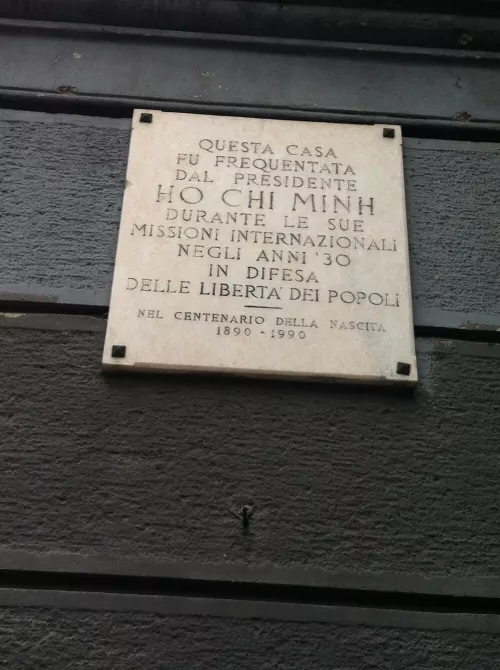 QUESTA CASA
FU FREQUENTATA
DAL PRESIDENTE
HO CHI MINH
DURANTE LE SUE
MISSIONI INTERNAZIONALI
NEGLI ANNI '30
IN DIFESA
DELLE LIBERTA' DEI POPOLI
NEL CENTENARIO DELLA NASCITA
1890-1990